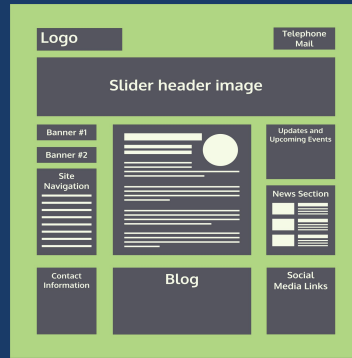 Logo
Telephone
Mail
Slider header image
Banner #1
Banner #2
Site
Navigation
Updates and
Upcoming Events
News Section
Contact
Information
Blog
Social
Media Links